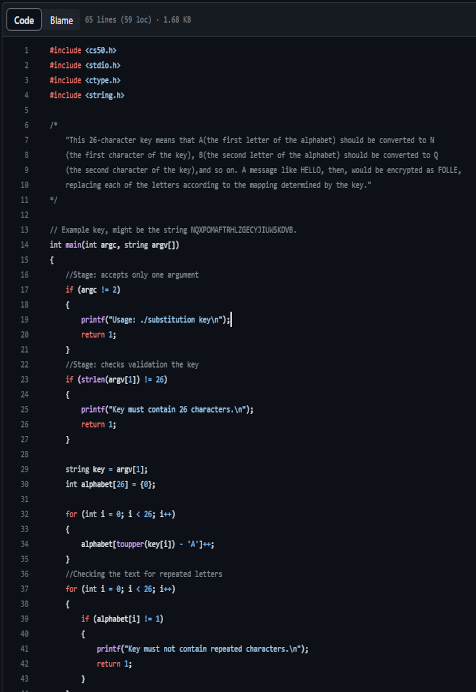 Code Blame 65 lines (59 loc) · 1.68 KB
1 #include <cs50.h>
2 #include <stdio.h>
3 #include <ctype.h>
4 #include <string.h>
5
6 /*
7 "This 26-character key means that A(the first letter of the alphabet) should be converted to N
8 (the first character of the key), B(the second letter of the alphabet) should be converted to Q
9 (the second character of the key),and so on. A message like HELLO, then, would be encrypted as FOLLE,
10 replacing each of the letters according to the mapping determined by the key."
11 */
12
13 // Example key, might be the string NQXPOMAFTRHLZGECYJIUWSKDVB.
14 int main(int argc, string argv[])
15 {
16 //Stage: accepts only one argument
17 if (argc != 2)
18 {
19 printf("Usage: ./substitution key\n");
20 return 1;
21 }
22 //Stage: checks validation the key
23 if (strlen(argv[1]) != 26)
24 {
25 printf("Key must contain 26 characters.\n");
26 return 1;
27 }
28
29 string key = argv[1];
30 int alphabet[26] = {0};
31
32 for (int i = 0; i < 26; i++)
33 {
34 alphabet[toupper(key[i]) - 'A']++;
35 }
36 //Checking the text for repeated letters
37 for (int i = 0; i < 26; i++)
38 {
39 if (alphabet[i] != 1)
40 {
41 printf("Key must not contain repeated characters.\n");
42 return 1;
43 }